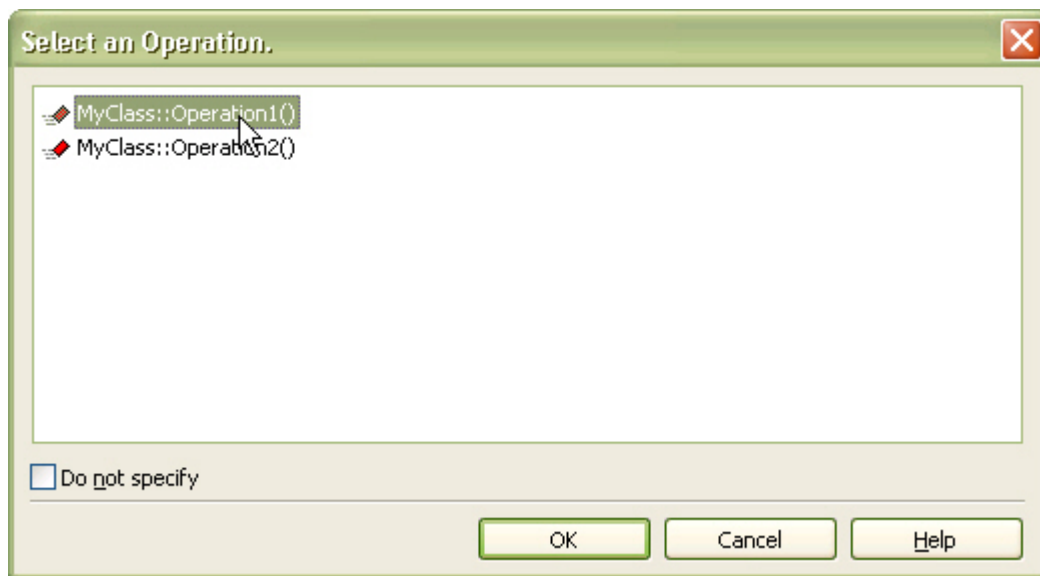 Select an Operation.
MyClass::Operation1()
MyClass::Operation2()
Do not specify
OK Cancel Help